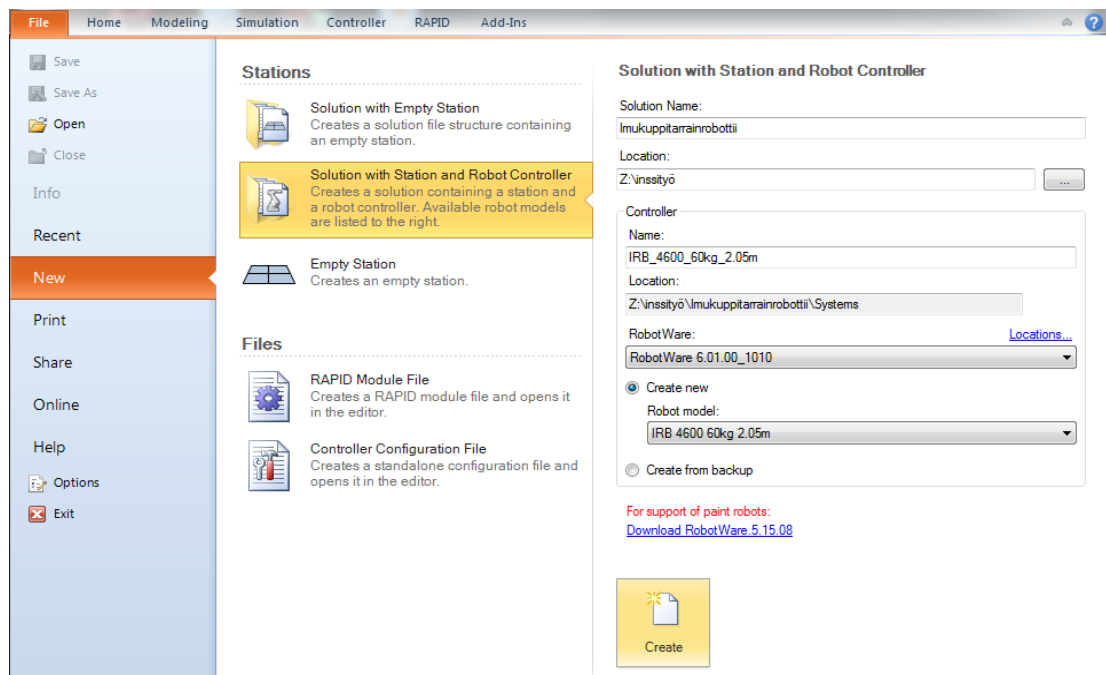 File Home Modeling Simulation Controller RAPID Add-Ins
Save
Save As
Open
Close
Info
Recent
New
Print
Share
Online
Help
Options
Exit
Stations
Solution with Empty Station
Creates a solution file structure containing
an empty station.
Solution with Station and Robot Controller
Creates a solution containing a station and
a robot controller. Available robot models
are listed to the right.
Empty Station
Creates an empty station.
Files
RAPID Module File
Creates a RAPID module file and opens it
in the editor.
Controller Configuration File
Creates a standalone configuration file and
opens it in the editor.
Solution with Station and Robot Controller
Solution Name:
Imukuppitarrainrobottii
Location:
Z:\inssityö
...
Controller
Name:
IRB_4600_60kg_2.05m
Location:
Z:\inssityö\Imukuppitarrainrobottii\Systems
RobotWare: Locations...
RobotWare 6.01.00_1010
Create new
Robot model:
IRB 4600 60kg 2.05m
Create from backup
For support of paint robots:
Download RobotWare.5.15.08
Create